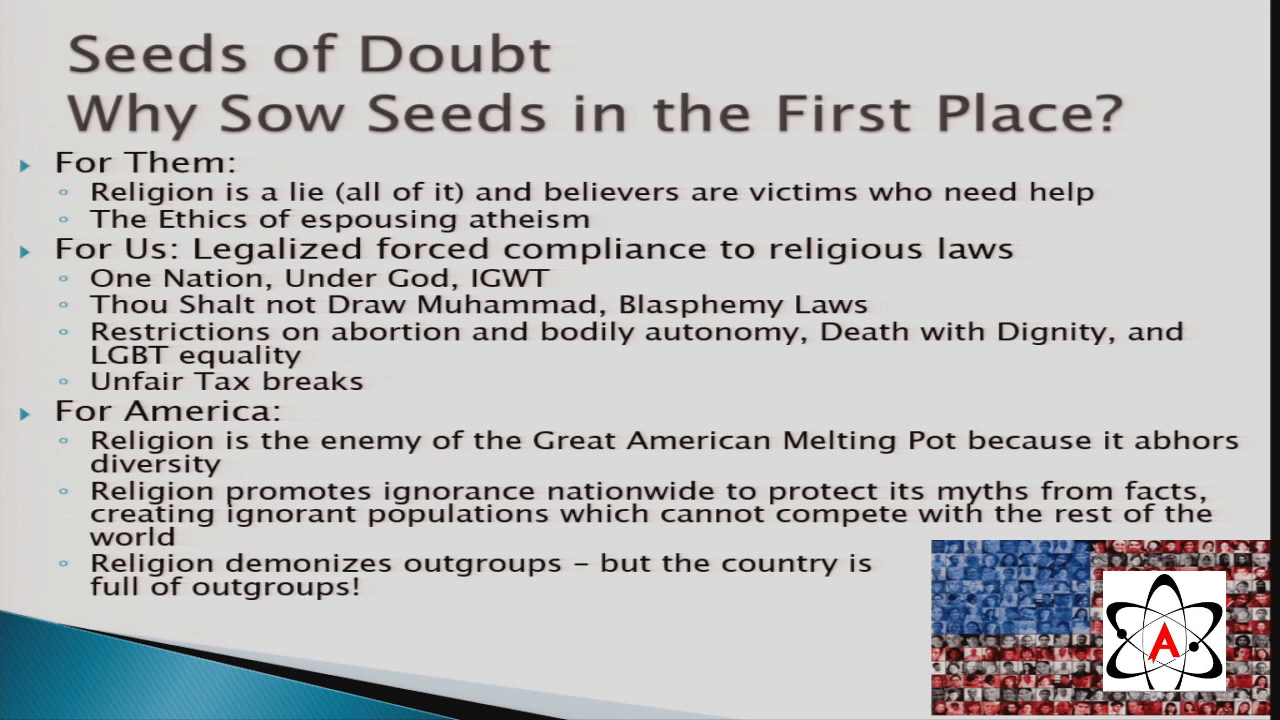 Seeds of Doubt
Why Sow Seeds in the First Place?
For Them:
Religion is a lie (all of it) and believers are victims who need help
The Ethics of espousing atheism
For Us: Legalized forced compliance to religious laws
One Nation, Under God, IGWT
Thou Shalt not Draw Muhammad, Blasphemy Laws
Restrictions on abortion and bodily autonomy, Death with Dignity, and
LGBT equality
Unfair Tax breaks
For America:
Religion is the enemy of the Great American Melting Pot because it abhors
diversity
Religion promotes ignorance nationwide to protect its myths from facts,
creating ignorant populations which cannot compete with the rest of the
world
Religion demonizes outgroups – but the country is
full of outgroups!
A